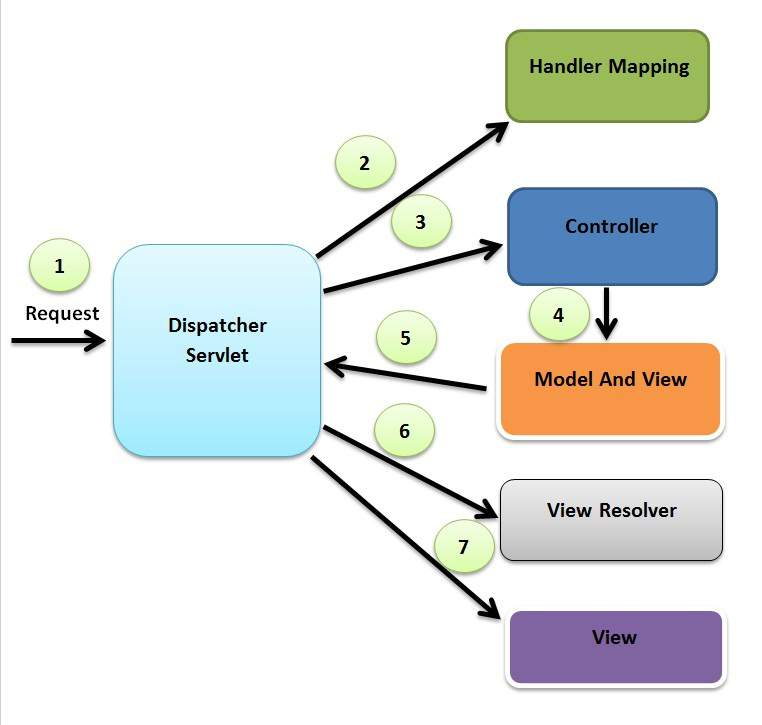 Handler Mapping
2
3
Controller
1
Request
4
Dispatcher
Servlet
5
Model And View
6
View Resolver
7
View